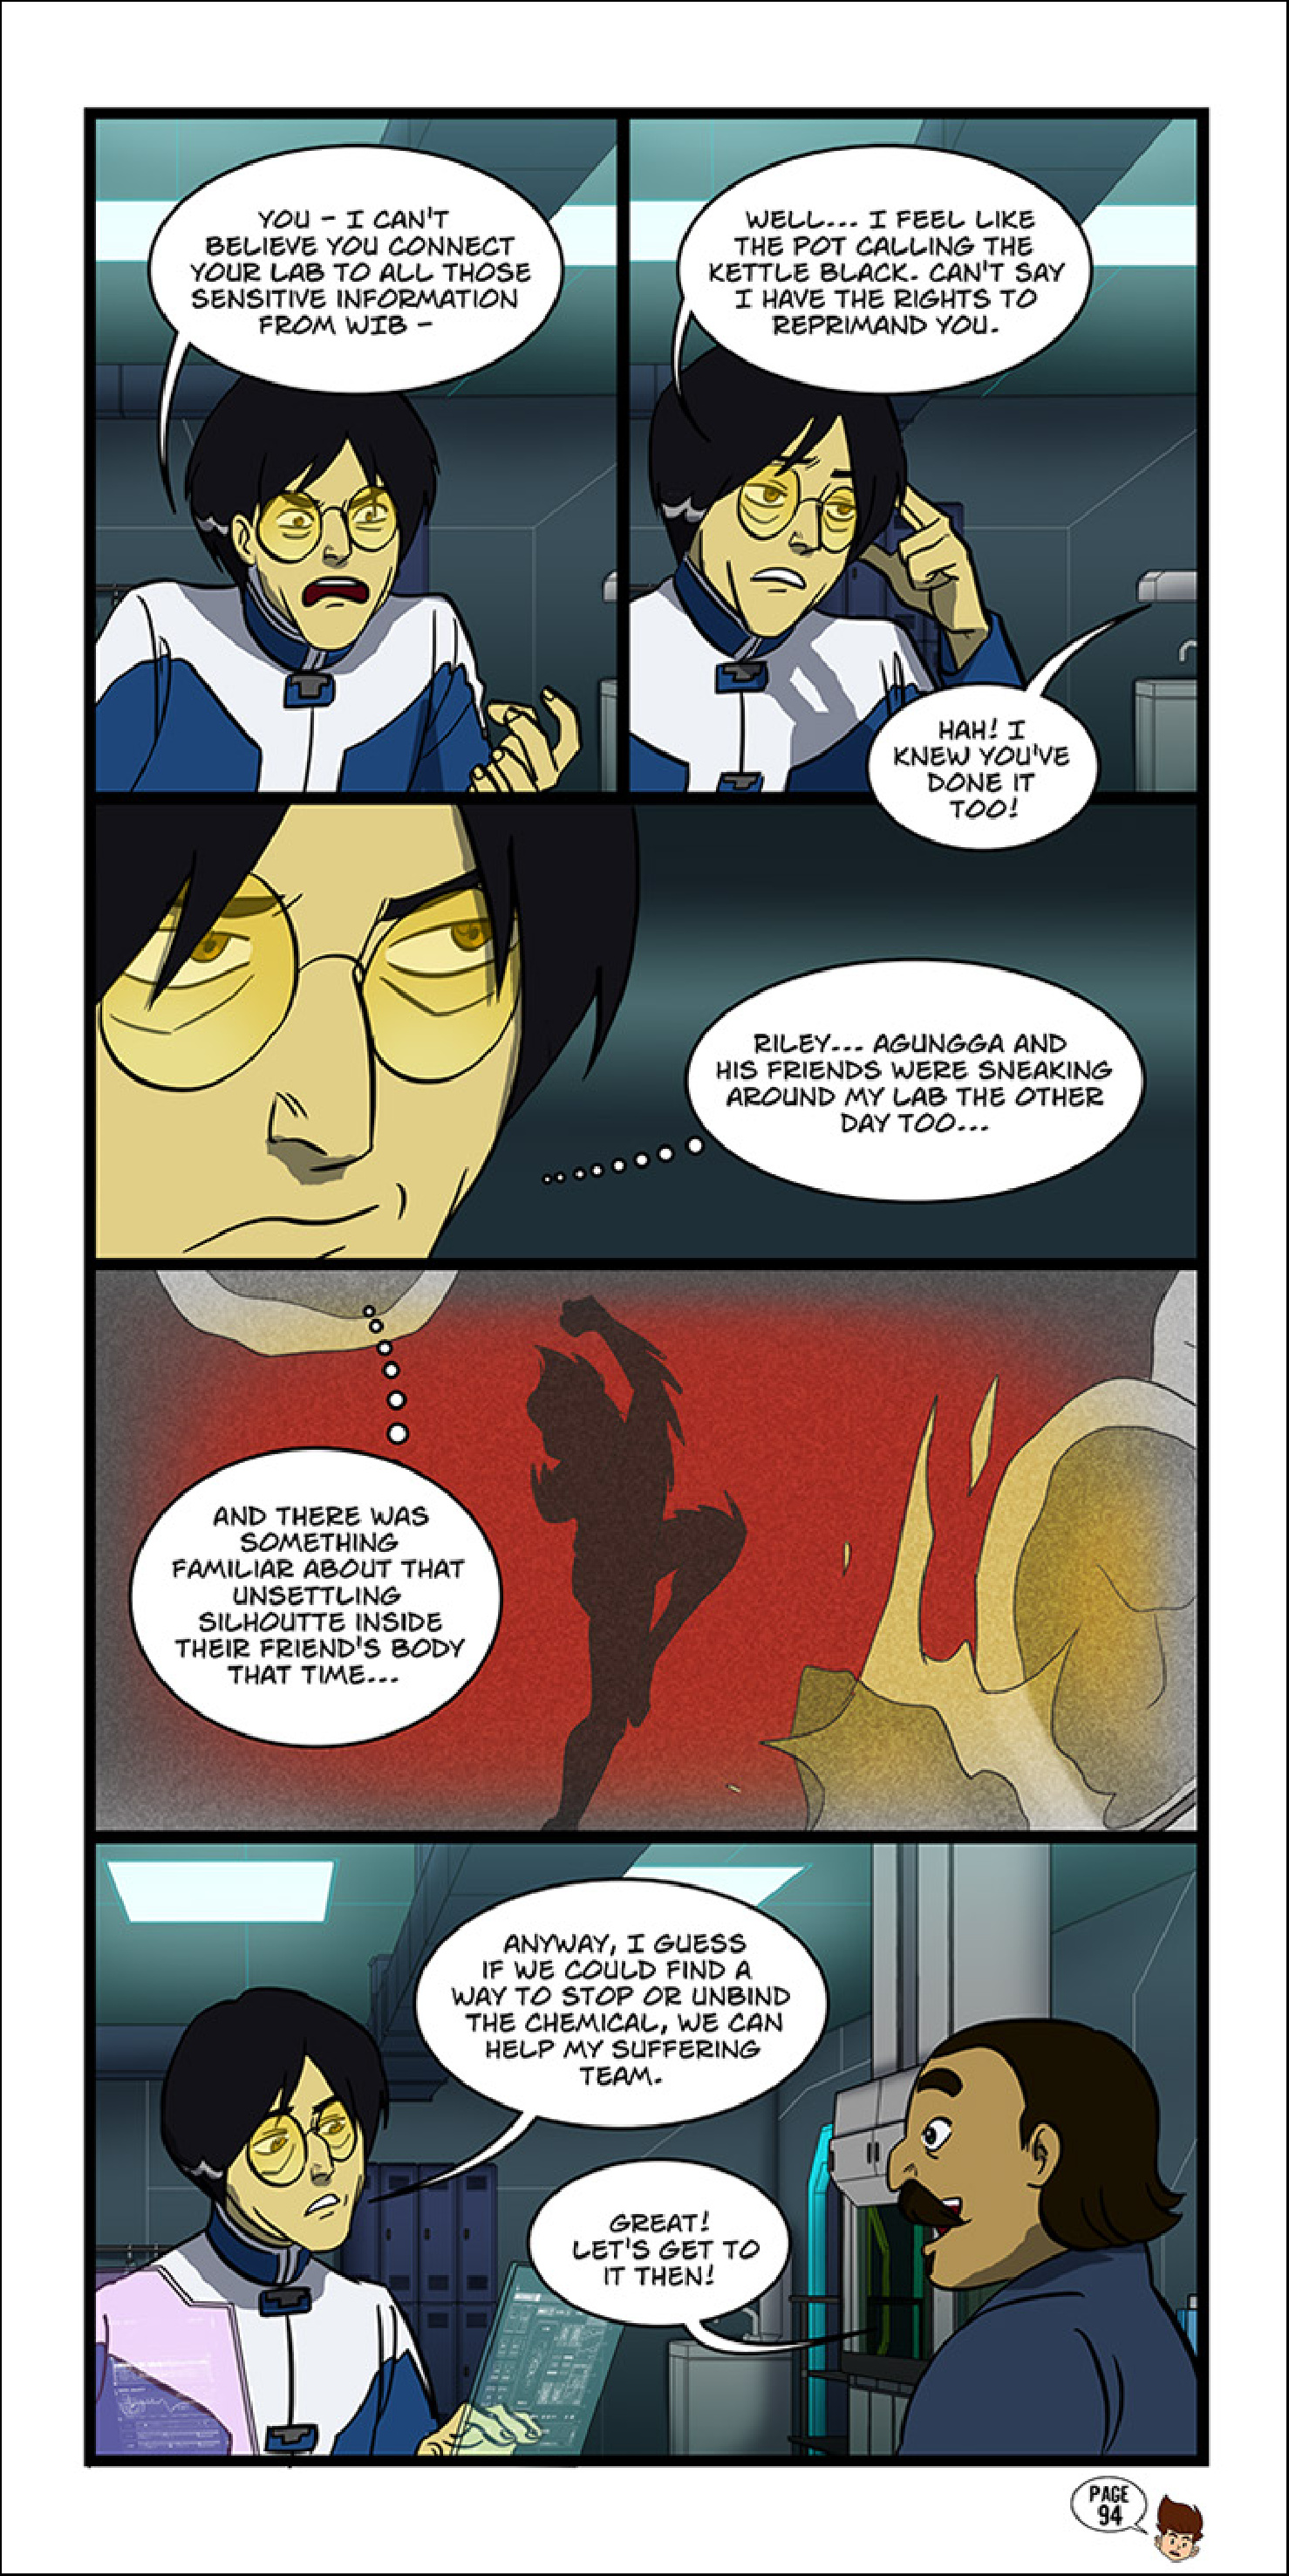 YOU - I CAN'T
BELIEVE YOU CONNECT
YOUR LAB TO ALL THOSE
SENSITIVE INFORMATION
FROM WIB -
WELL... I FEEL LIKE
THE POT CALLING THE
KETTLE BLACK. CAN'T SAY
I HAVE THE RIGHTS TO
REPRIMAND YOU.
HAH! I
KNEW YOU'VE
DONE IT
TOO!
RILEY... AGUNGGA AND
HIS FRIENDS WERE SNEAKING
AROUND MY LAB THE OTHER
DAY TOO...
AND THERE WAS
SOMETHING
FAMILIAR ABOUT THAT
UNSETTLING
SILHOUTTE INSIDE
THEIR FRIEND'S BODY
THAT TIME...
ANYWAY, I GUESS
IF WE COULD FIND A
WAY TO STOP OR UNBIND
THE CHEMICAL, WE CAN
HELP MY SUFFERING
TEAM.
GREAT!
LET'S GET TO
IT THEN!
PAGE
94